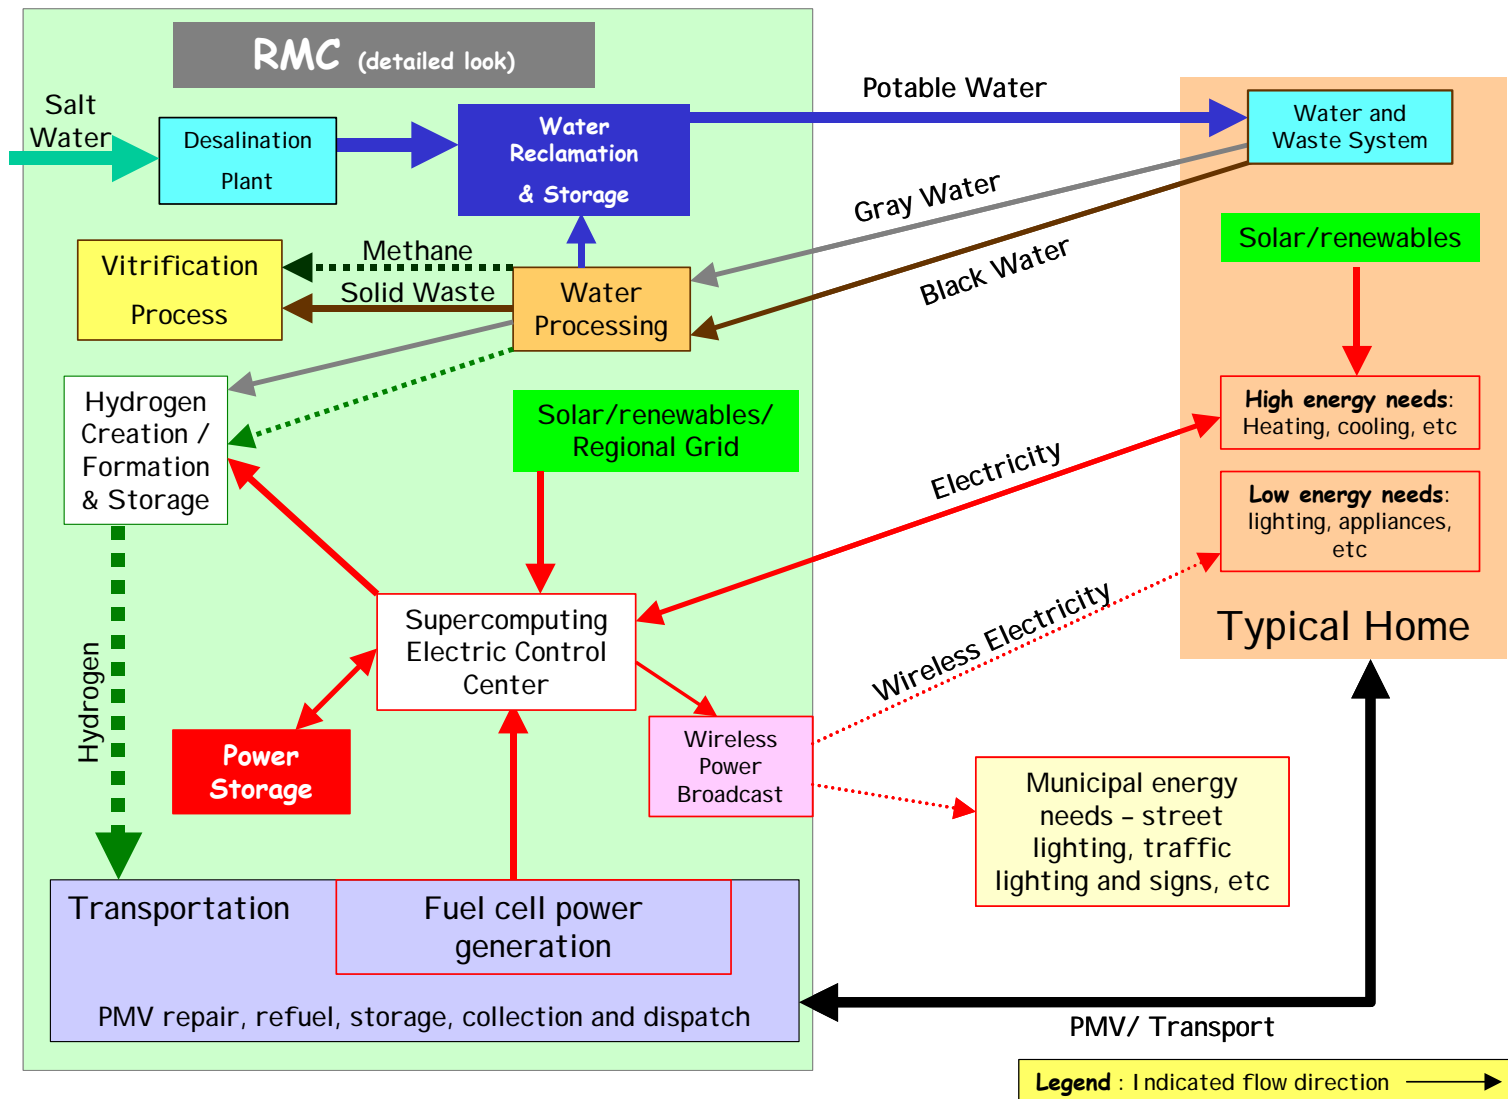 RMC (detailed look)
Salt
Water
Desalination
Plant
Water
Reclamation
& Storage
Potable Water
Water and
Waste System
Gray Water
Black Water
Solar/renewables
Methane
Solid Waste
Vitrification
Process
Water
Processing
Hydrogen
Creation /
Formation
& Storage
Solar/renewables/
Regional Grid
High energy needs:
Heating, cooling, etc
Electricity
Low energy needs:
lighting, appliances,
etc
Typical Home
Wireless Electricity
Supercomputing
Electric Control
Center
Hydrogen
Power
Storage
Wireless
Power
Broadcast
Municipal energy
needs – street
lighting, traffic
lighting and signs, etc
Transportation
Fuel cell power
generation
PMV repair, refuel, storage, collection and dispatch
PMV/ Transport
Legend : Indicated flow direction